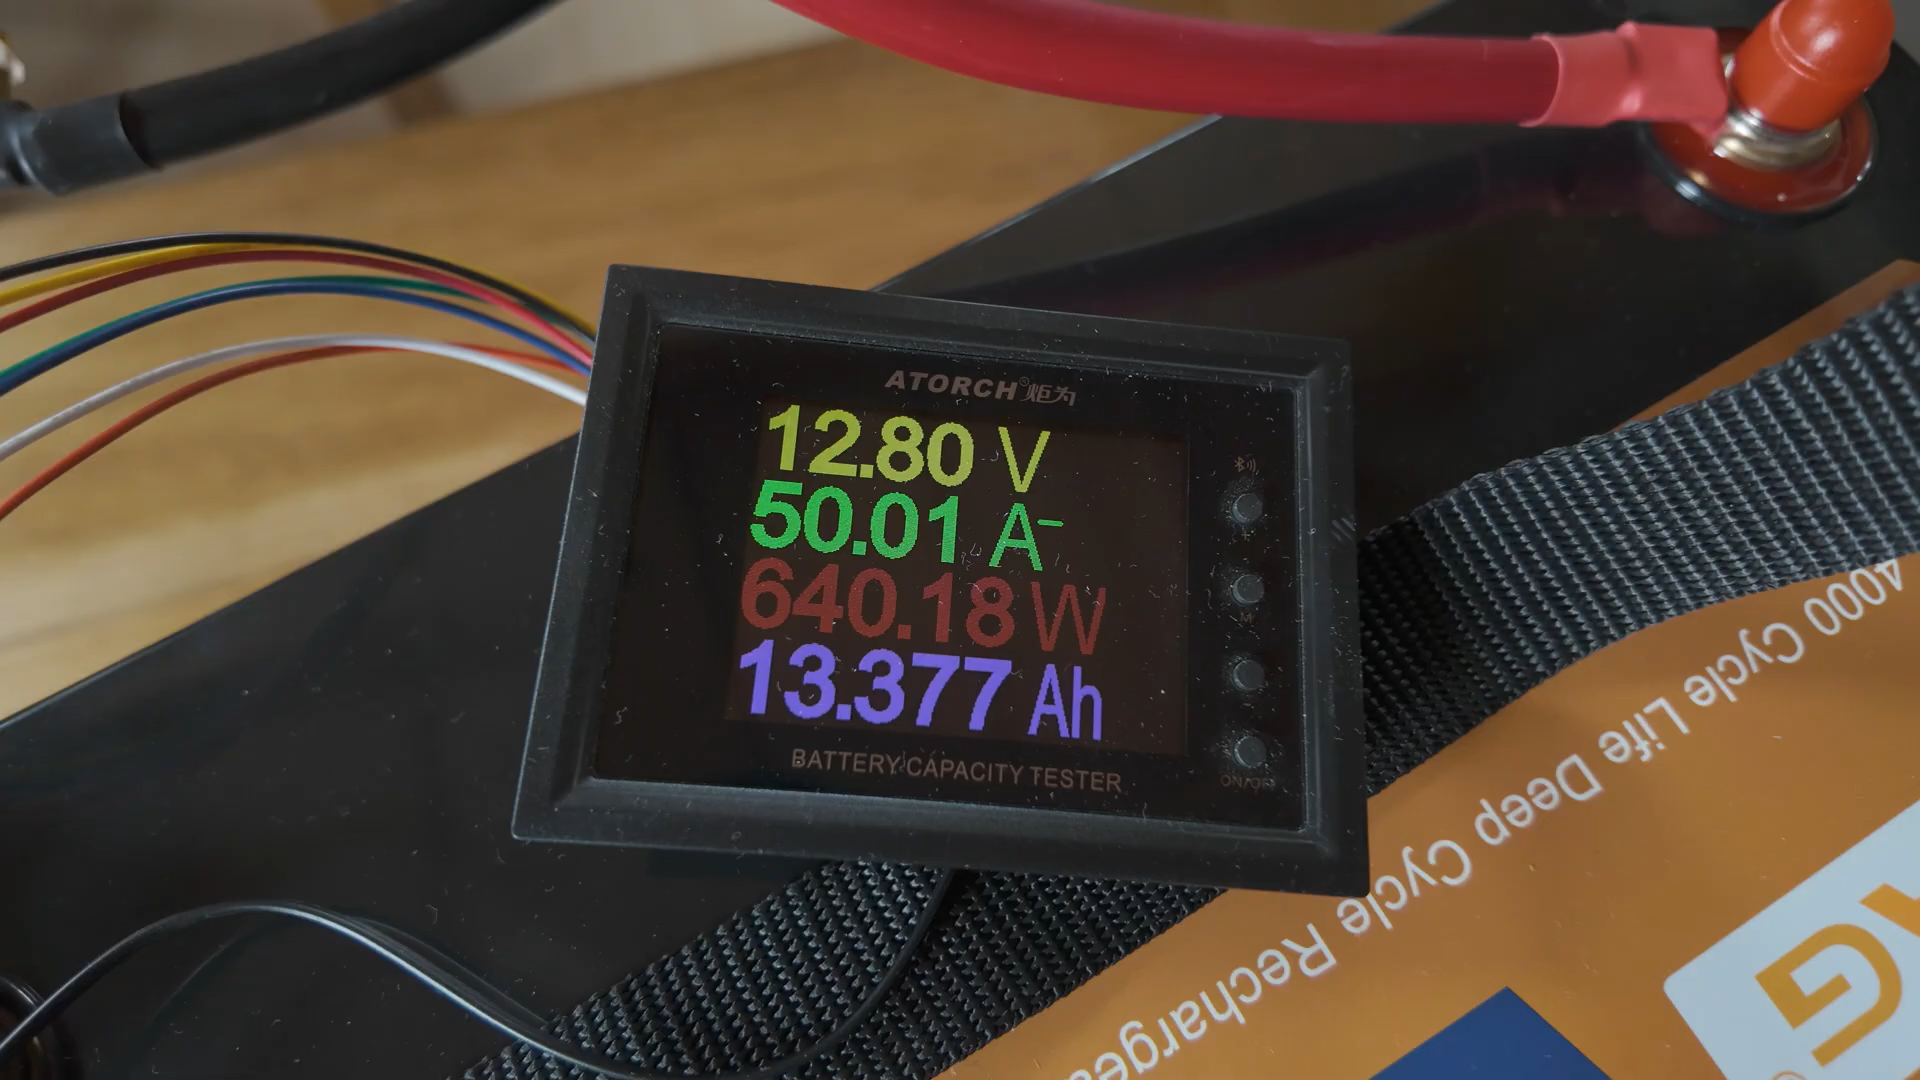 ATORCH®炬为
12.80 V
50.01 A-
640.18 W
13.377 Ah
BATTERY CAPACITY TESTER
+
M
-
ON/OFF
4000 Cycle Life Deep Cycle Recharge